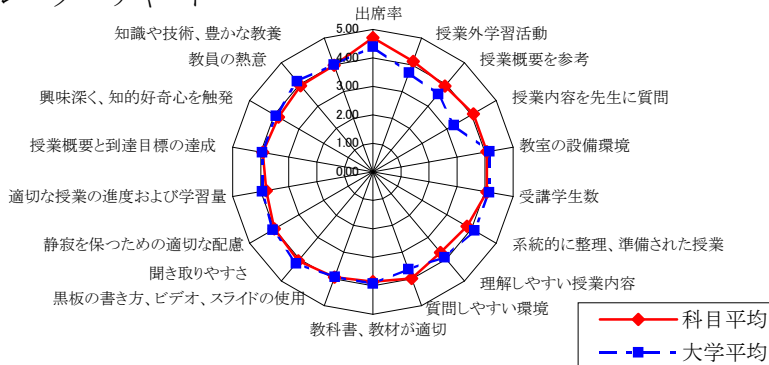 出席率
授業外学習活動
授業概要を参考
授業内容を先生に質問
教室の設備環境
受講学生数
系統的に整理、準備された授業
理解しやすい授業内容
質問しやすい環境
教科書、教材が適切
黒板の書き方、ビデオ、スライドの使用
聞き取りやすさ
静寂を保つための適切な配慮
適切な授業の進度および学習量
授業概要と到達目標の達成
興味深く、知的好奇心を触発
教員の熱意
知識や技術、豊かな教養
5.00
4.00
3.00
2.00
1.00
0.00
科目平均
大学平均